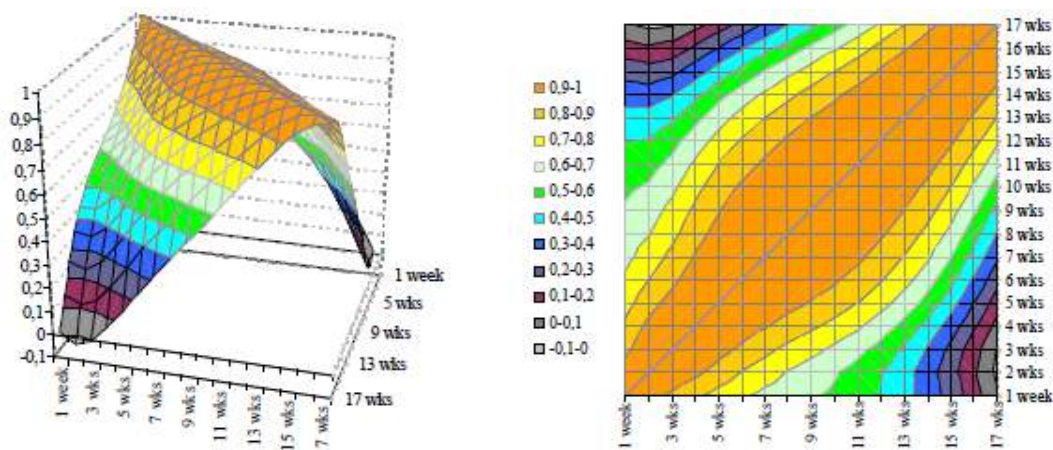 1
0,9
0,8
0,7
0,6
0,5
0,4
0,3
0,2
0,1
0
-0,1
1 week
3 wks
5 wks
7 wks
9 wks
11 wks
13 wks
15 wks
7 wks
1 week
5 wks
9 wks
13 wks
17 wks
0,9-1
0,8-0,9
0,7-0,8
0,6-0,7
0,5-0,6
0,4-0,5
0,3-0,4
0,2-0,3
0,1-0,2
0-0,1
-0,1-0
17 wks
16 wks
15 wks
14 wks
13 wks
12 wks
11 wks
10 wks
9 wks
8 wks
7 wks
6 wks
5 wks
4 wks
3 wks
2 wks
1 week
1 week
3 wks
5 wks
7 wks
9 wks
11 wks
13 wks
15 wks
17 wks